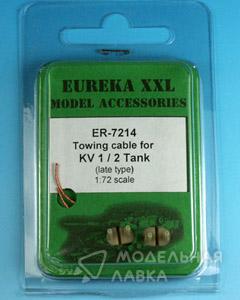 EUREKA XXL
MODEL ACCESSORIES
ER-7214
Towing cable for
KV 1 / 2 Tank
(late type)
1:72 scale
МОДЕЛЬНАЯ
ЛАВКА